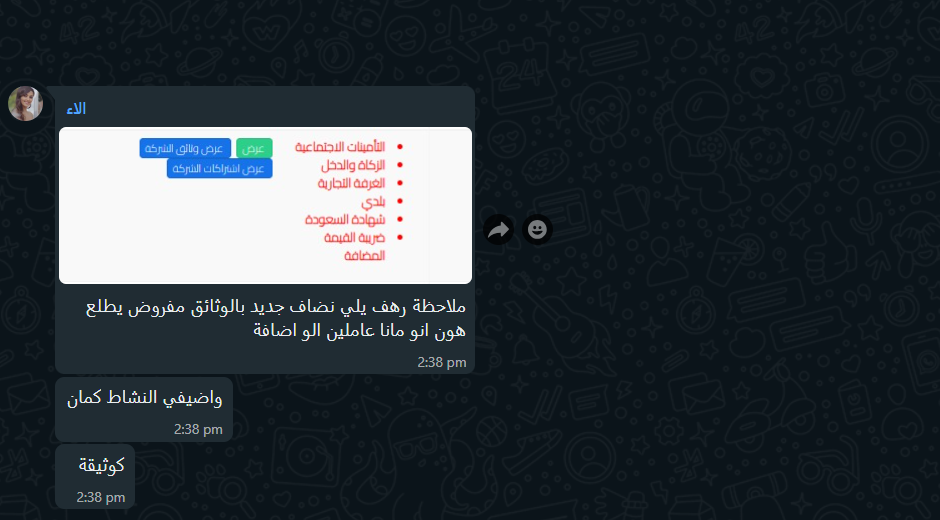 الاء
التأمينات الاجتماعية
الزكاة والدخل
الغرفة التجارية
بلدي
شهادة السعودة
ضريبة القيمة
المضافة
عرض
عرض وثائق الشركة
عرض اشتراكات الشركة
ملاحظة رهف يلي نضاف جديد بالوثائق مفروض يطلع
هون انو مانا عاملين الو اضافة
2:38 pm
واضيفي النشاط كمان
2:38 pm
كوثيقة
2:38 pm